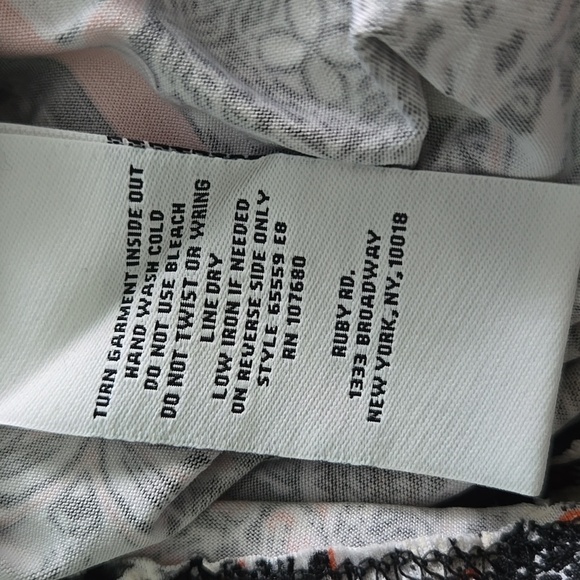 TURN GARMENT INSIDE OUT
HAND WASH COLD
DO NOT USE BLEACH
DO NOT TWIST OR WRING
LINE DRY
LOW IRON IF NEEDED
ON REVERSE SIDE ONLY
STYLE 65559 E8
RN 107680
RUBY RD.
1333 BROADWAY
NEW YORK, NY, 10018